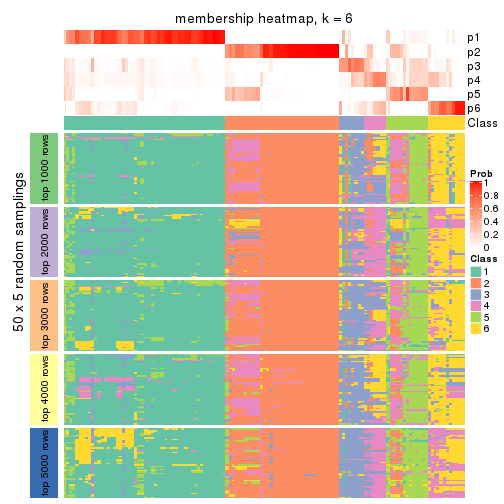 membership heatmap, k = 6
p1
p2
p3
p4
p5
p6
Class
50 x 5 random samplings
top 1000 rows
top 2000 rows
top 3000 rows
top 4000 rows
top 5000 rows
Prob
1
0.8
0.6
0.4
0.2
0
Class
1
2
3
4
5
6